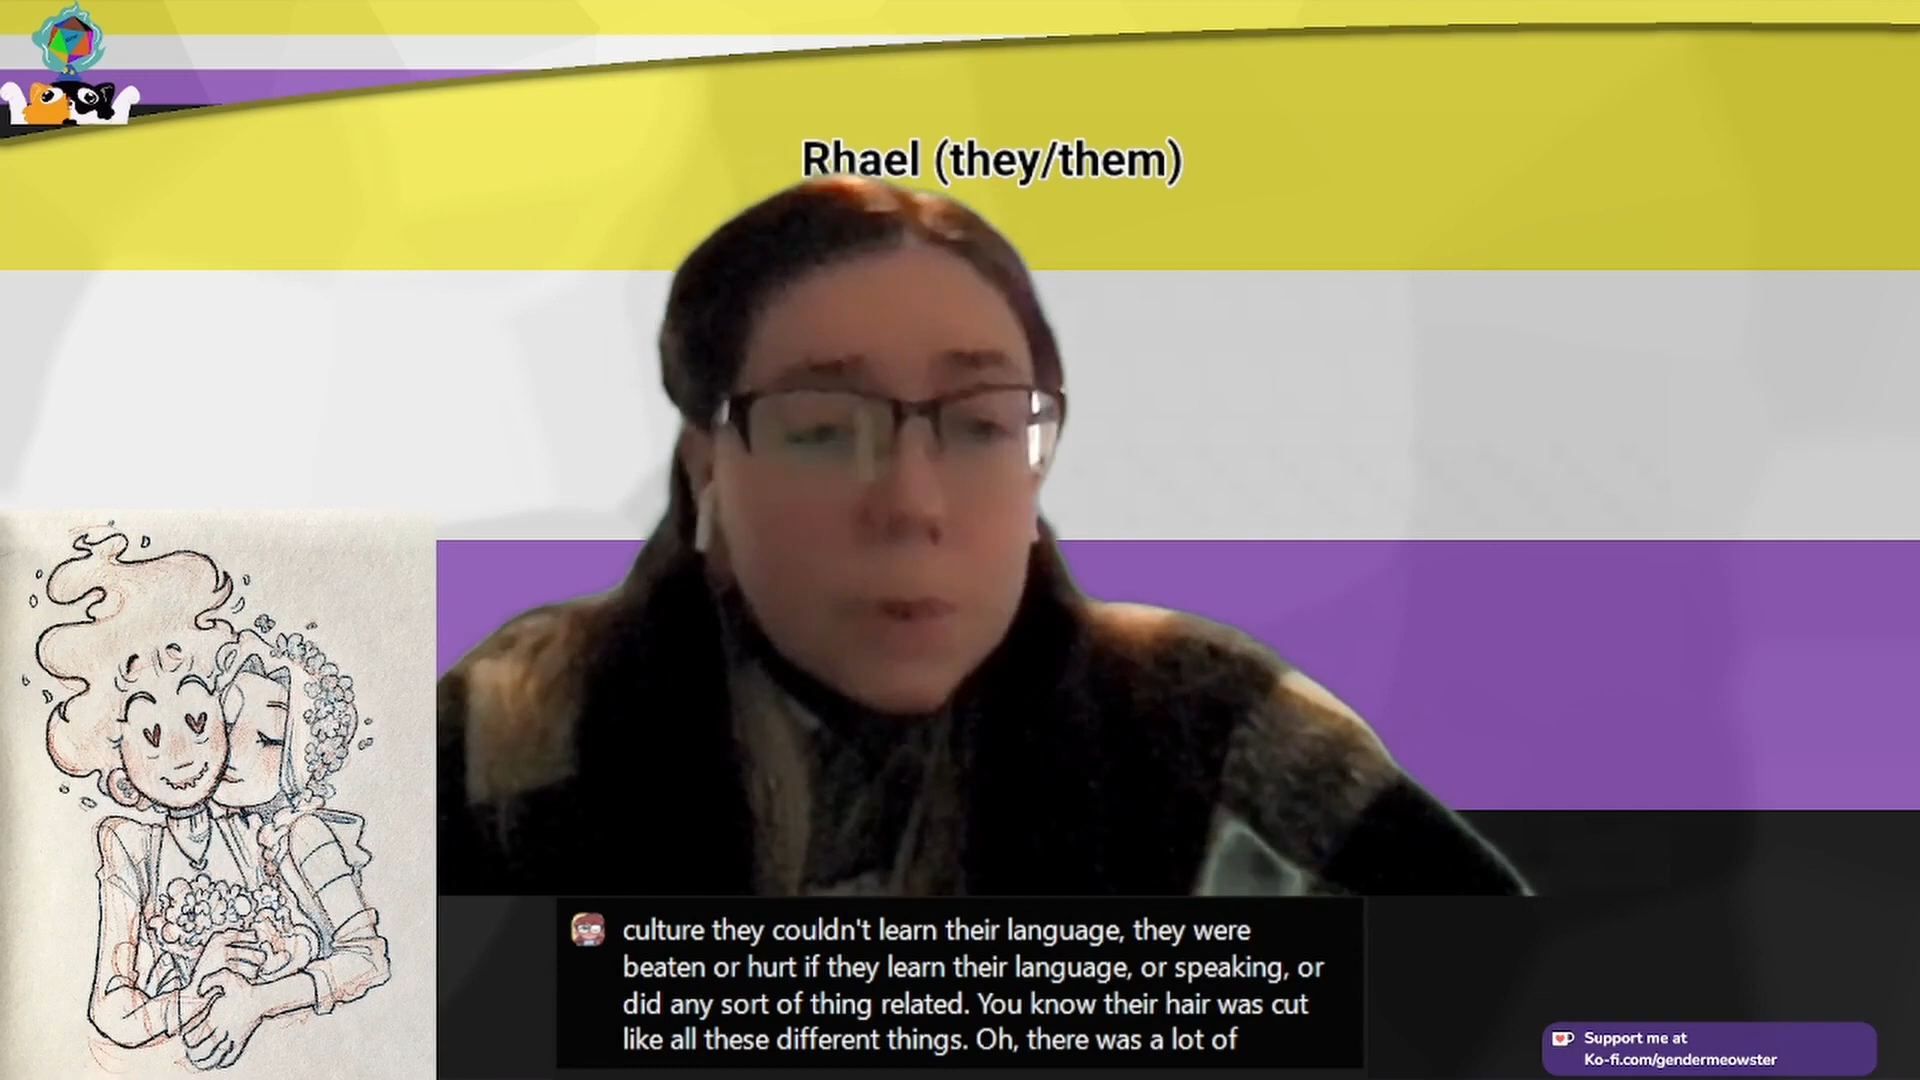 Rhael (they/them)
culture they couldn't learn their language, they were
beaten or hurt if they learn their language, or speaking, or
did any sort of thing related. You know their hair was cut
like all these different things. Oh, there was a lot of
Support me at
Ko-fi.com/gendermeowster